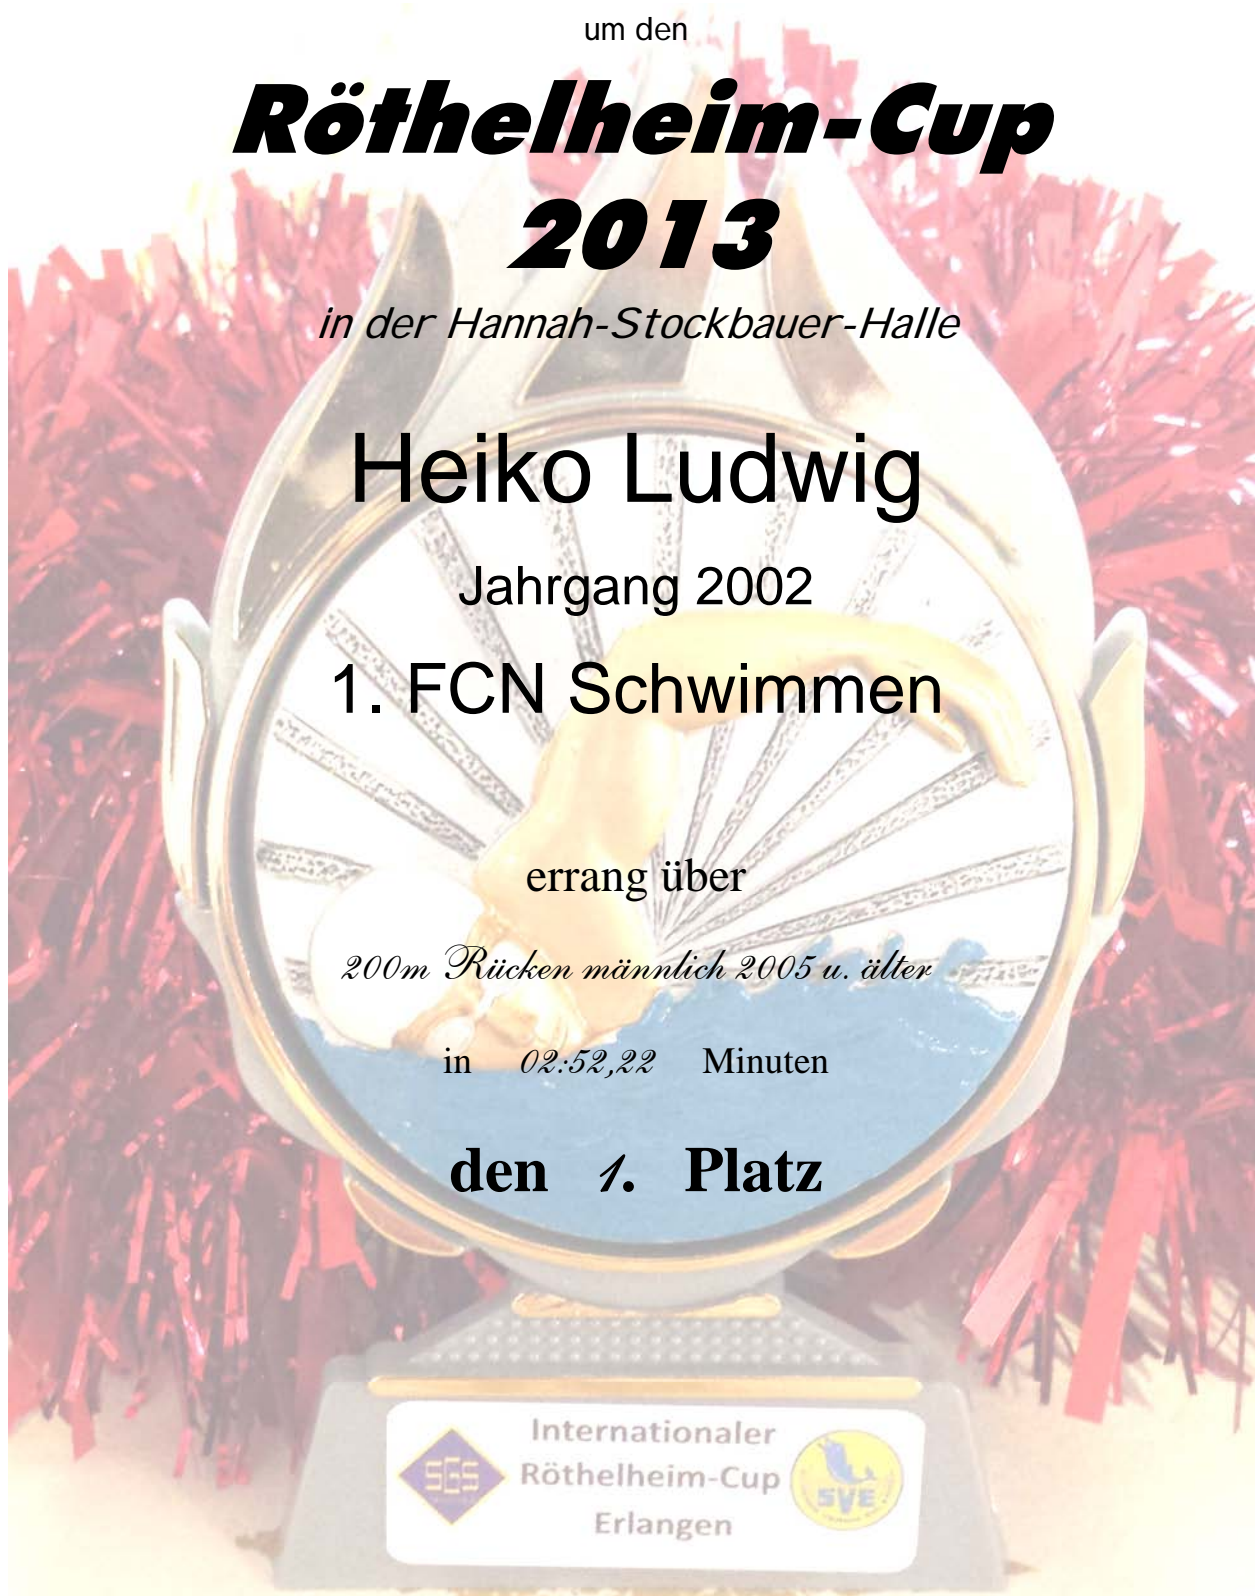 um den
Röthelheim-Cup
2013
in der Hannah-Stockbauer-Halle
Heiko Ludwig
Jahrgang 2002
1. FCN Schwimmen
errang über
200m Rücken männlich 2005 u. älter
in 02:52,22 Minuten
den 1. Platz
Internationaler
SGS Röthelheim-Cup SVE
Erlangen